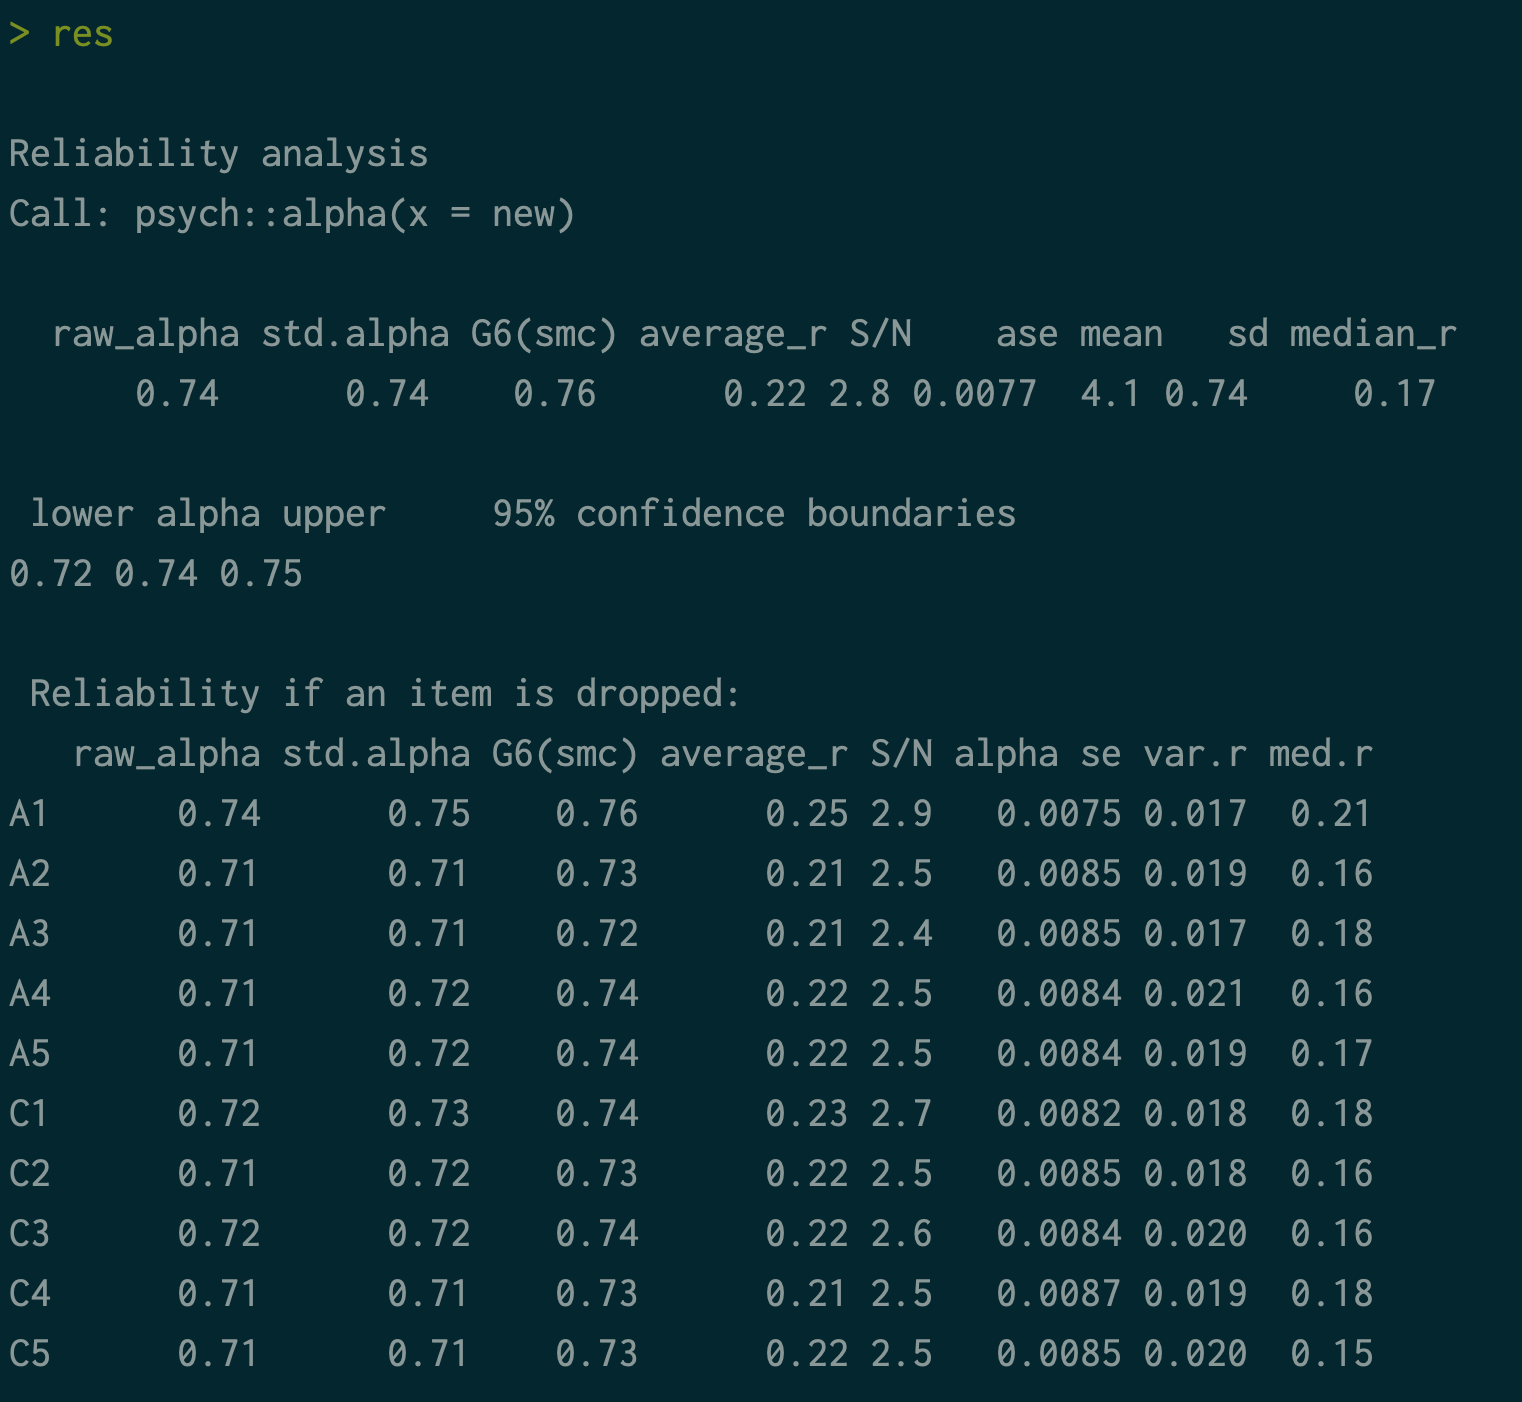 > res
Reliability analysis
Call: psych::alpha(x = new)
  raw_alpha std.alpha G6(smc) average_r S/N    ase mean   sd median_r
      0.74      0.74    0.76      0.22 2.8 0.0077  4.1 0.74     0.17
 lower alpha upper     95% confidence boundaries
0.72 0.74 0.75
 Reliability if an item is dropped:
   raw_alpha std.alpha G6(smc) average_r S/N alpha se var.r med.r
A1      0.74      0.75    0.76      0.25 2.9   0.0075 0.017  0.21
A2      0.71      0.71    0.73      0.21 2.5   0.0085 0.019  0.16
A3      0.71      0.71    0.72      0.21 2.4   0.0085 0.017  0.18
A4      0.71      0.72    0.74      0.22 2.5   0.0084 0.021  0.16
A5      0.71      0.72    0.74      0.22 2.5   0.0084 0.019  0.17
C1      0.72      0.73    0.74      0.23 2.7   0.0082 0.018  0.18
C2      0.71      0.72    0.73      0.22 2.5   0.0085 0.018  0.16
C3      0.72      0.72    0.74      0.22 2.6   0.0084 0.020  0.16
C4      0.71      0.71    0.73      0.21 2.5   0.0087 0.019  0.18
C5      0.71      0.71    0.73      0.22 2.5   0.0085 0.020  0.15